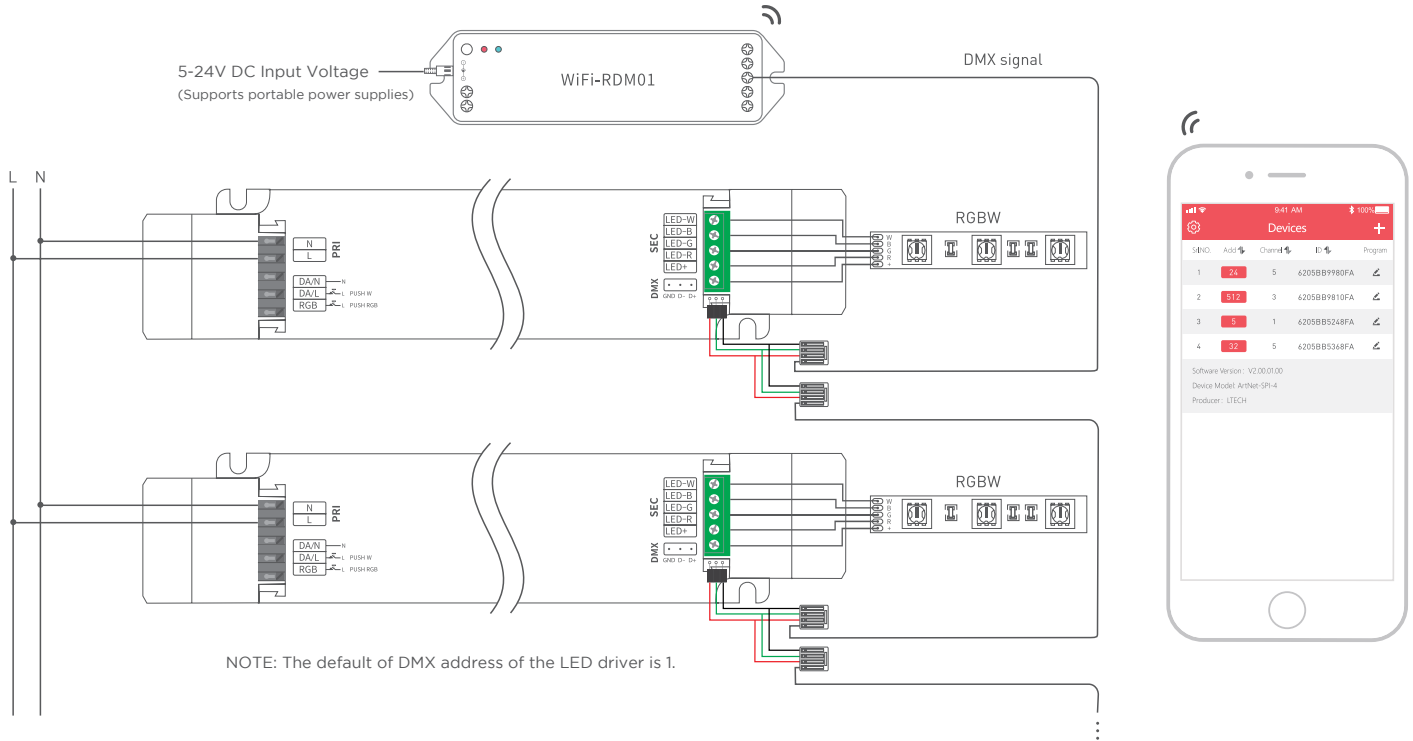 5-24V DC Input Voltage
(Supports portable power supplies)
WiFi-RDM01
DMX signal
L N
N
L
PRI
DA/N N
DA/L L PUSH W
RGB L PUSH RGB
SEC
LED-W
LED-B
LED-G
LED-R
LED+
DMX
GND D- D+
RGBW
W
B
G
R
+
N
L
PRI
DA/N N
DA/L L PUSH W
RGB L PUSH RGB
SEC
LED-W
LED-B
LED-G
LED-R
LED+
DMX
GND D- D+
RGBW
W
B
G
R
+
NOTE: The default of DMX address of the LED driver is 1.
9:41 AM 100%
Devices +
Sr.NO. Add Channel ID Program
1 24 5 6205BB9980FA
2 512 3 6205BB9810FA
3 5 1 6205BB5248FA
4 32 5 6205BB5368FA
Software Version : V2.00.01.00
Device Model: ArtNet-SPI-4
Producer : LTECH